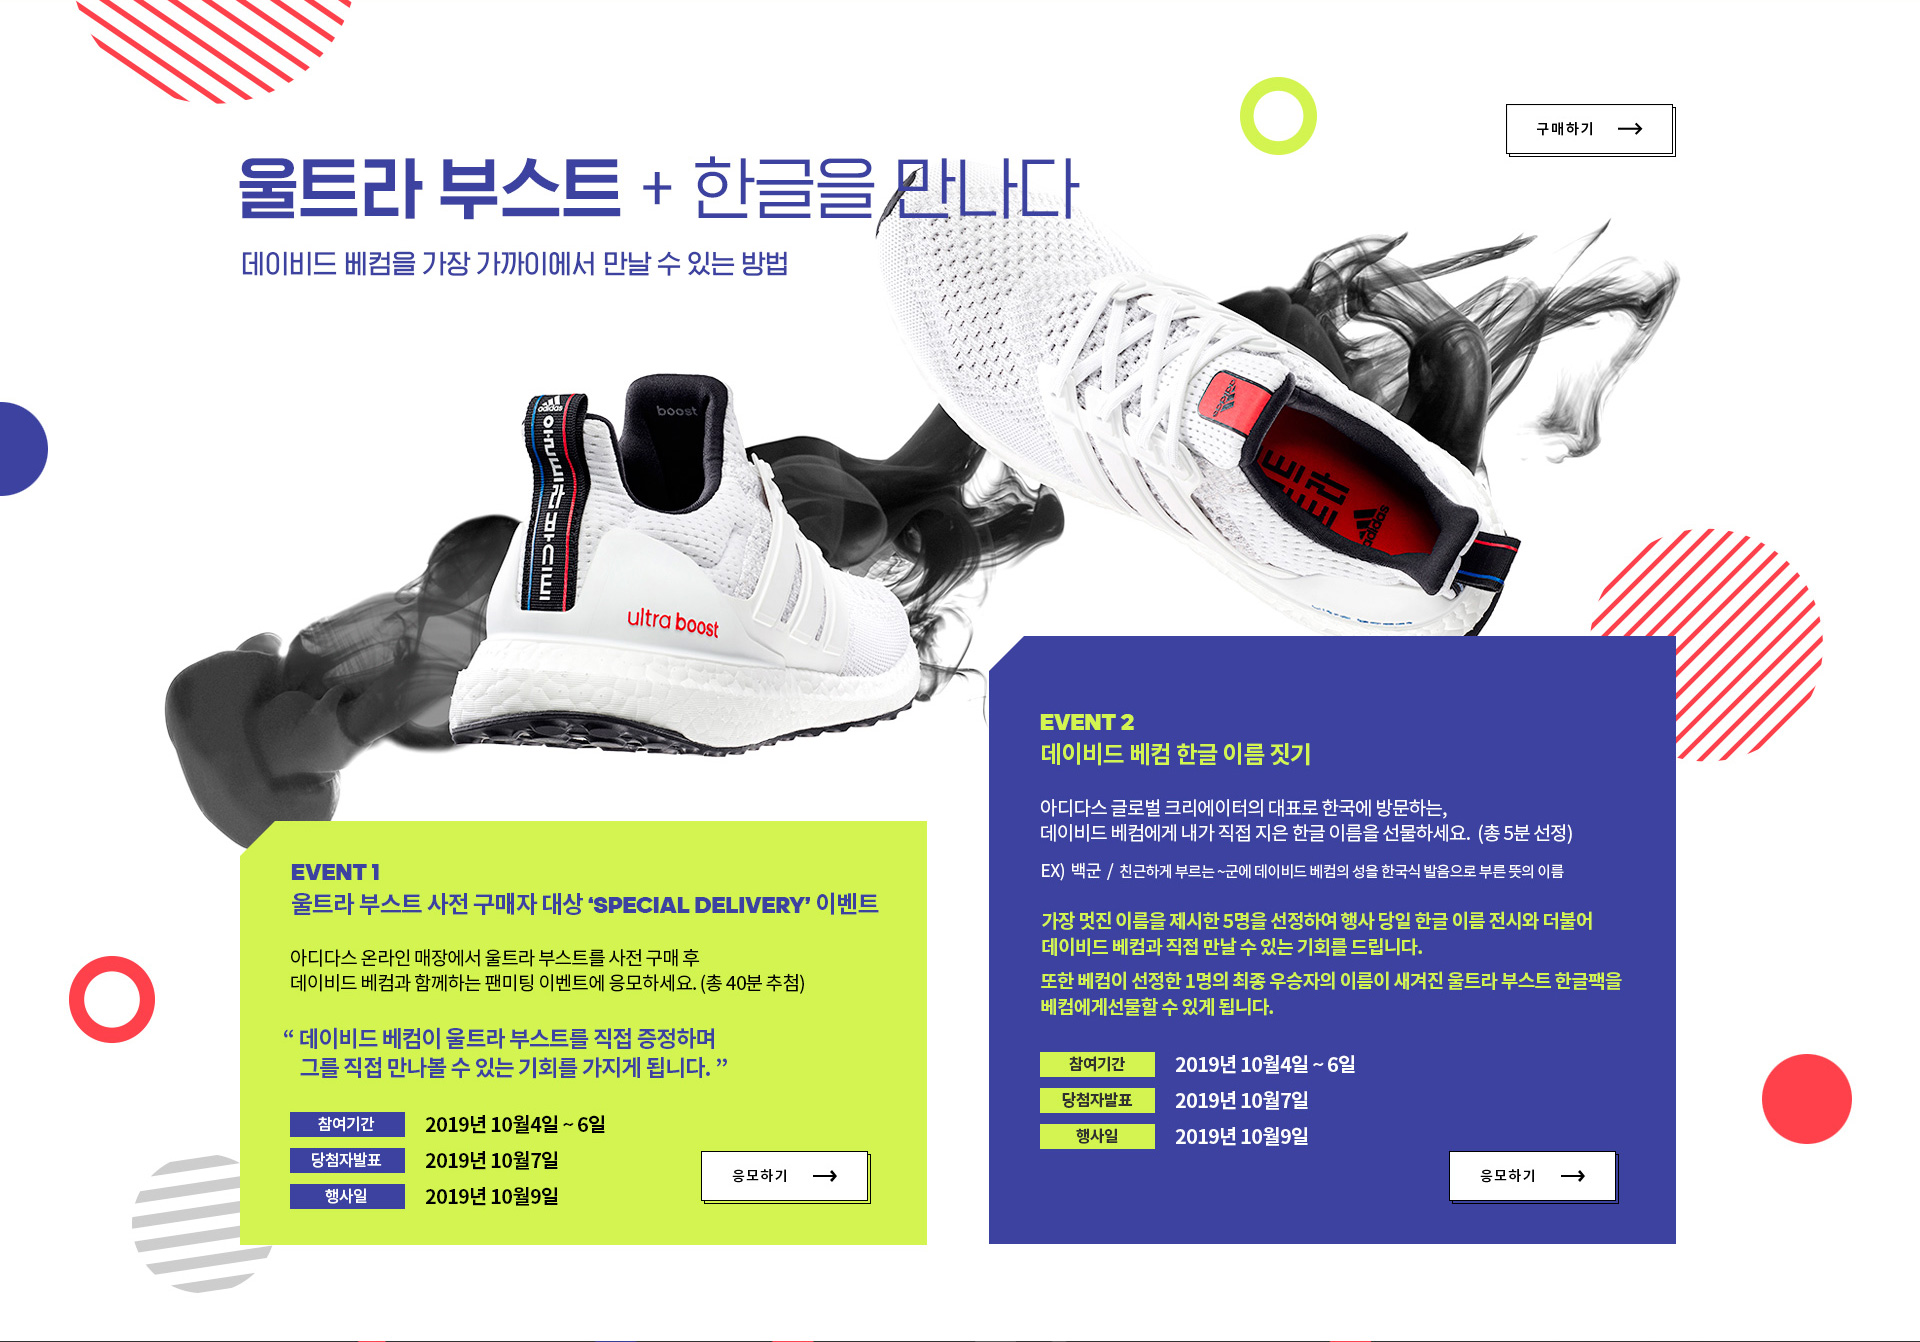 구매하기
울트라 부스트 + 한글을 만나다
데이비드 베컴을 가장 가까이에서 만날 수 있는 방법
boost
adidas
울트라부스트
ultra boost
adidas
울트라
부스트
adidas
EVENT 1
울트라 부스트 사전 구매자 대상 ‘SPECIAL DELIVERY’ 이벤트
아디다스 온라인 매장에서 울트라 부스트를 사전 구매 후
데이비드 베컴과 함께하는 팬미팅 이벤트에 응모하세요. (총 40분 추첨)
“ 데이비드 베컴이 울트라 부스트를 직접 증정하며
그를 직접 만나볼 수 있는 기회를 가지게 됩니다. ”
참여기간 2019년 10월4일 ~ 6일
당첨자발표 2019년 10월7일
행사일 2019년 10월9일
응모하기
EVENT 2
데이비드 베컴 한글 이름 짓기
아디다스 글로벌 크리에이터의 대표로 한국에 방문하는,
데이비드 베컴에게 내가 직접 지은 한글 이름을 선물하세요. (총 5분 선정)
EX) 백군 / 친근하게 부르는 ~군에 데이비드 베컴의 성을 한국식 발음으로 부른 뜻의 이름
가장 멋진 이름을 제시한 5명을 선정하여 행사 당일 한글 이름 전시와 더불어
데이비드 베컴과 직접 만날 수 있는 기회를 드립니다.
또한 베컴이 선정한 1명의 최종 우승자의 이름이 새겨진 울트라 부스트 한글팩을
베컴에게선물할 수 있게 됩니다.
참여기간 2019년 10월4일 ~ 6일
당첨자발표 2019년 10월7일
행사일 2019년 10월9일
응모하기